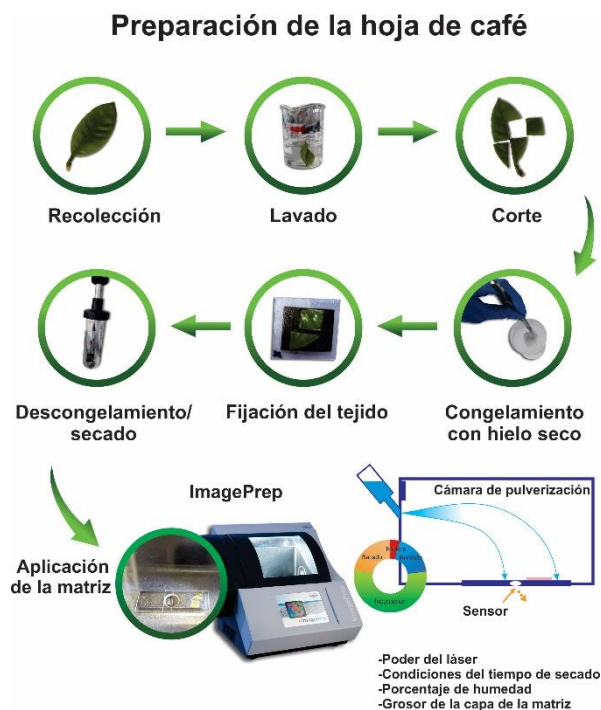 Preparación de la hoja de café
Recolección
Lavado
Corte
Descongelamiento/
secado
Fijación del tejido
Congelamiento
con hielo seco
Aplicación
de la matriz
ImagePrep
Cámara de pulverización
Secado
Sensor
-Poder del láser
-Condiciones del tiempo de secado
-Porcentaje de humedad
-Grosor de la capa de la matriz